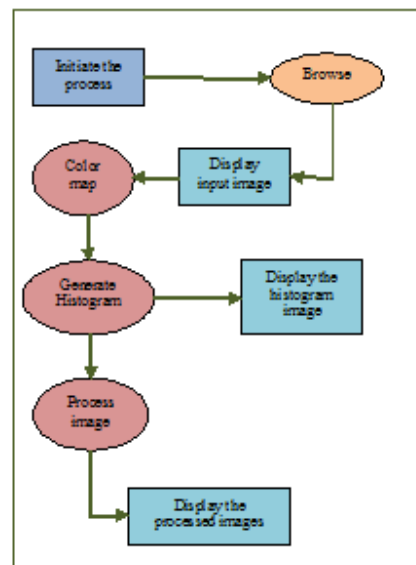 Initiate the
process
Browse
Display
input image
Color
map
Generate
Histogram
Display the
histogram
image
Process
image
Display the
processed images